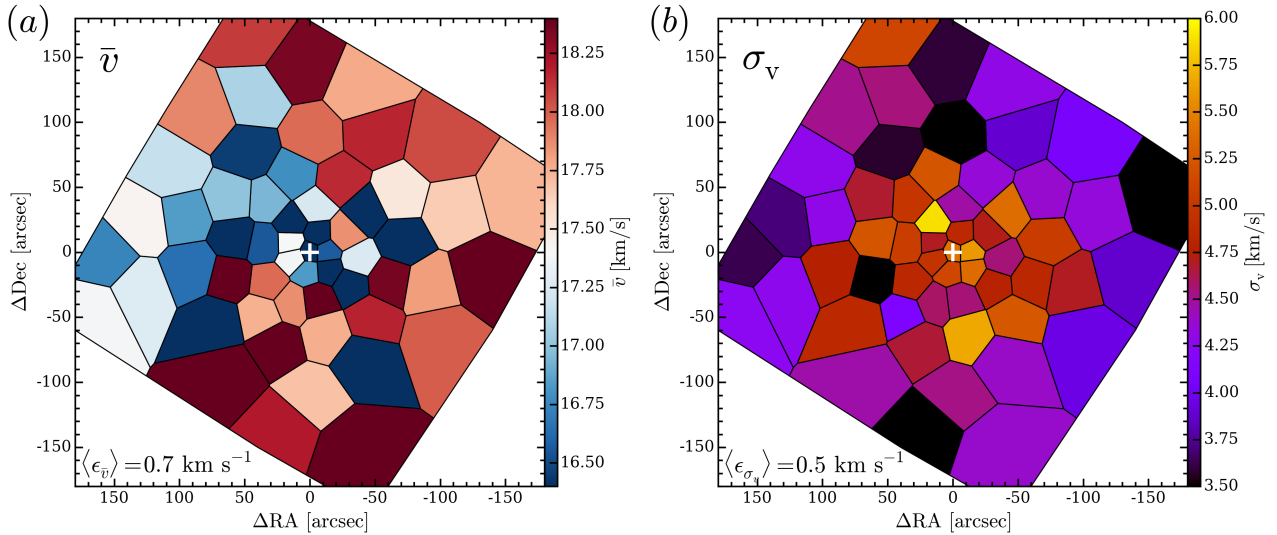 (a)
v̄
150
100
50
0
-50
-100
-150
ΔDec [arcsec]
⟨ϵv̄⟩=0.7 km s−1
150 100 50 0 -50 -100 -150
ΔRA [arcsec]
18.25
18.00
17.75
17.50
17.25
17.00
16.75
16.50
v̄ [km/s]
(b)
σv
150
100
50
0
-50
-100
-150
ΔDec [arcsec]
⟨ϵσv⟩=0.5 km s−1
150 100 50 0 -50 -100 -150
ΔRA [arcsec]
6.00
5.75
5.50
5.25
5.00
4.75
4.50
4.25
4.00
3.75
3.50
σv [km/s]